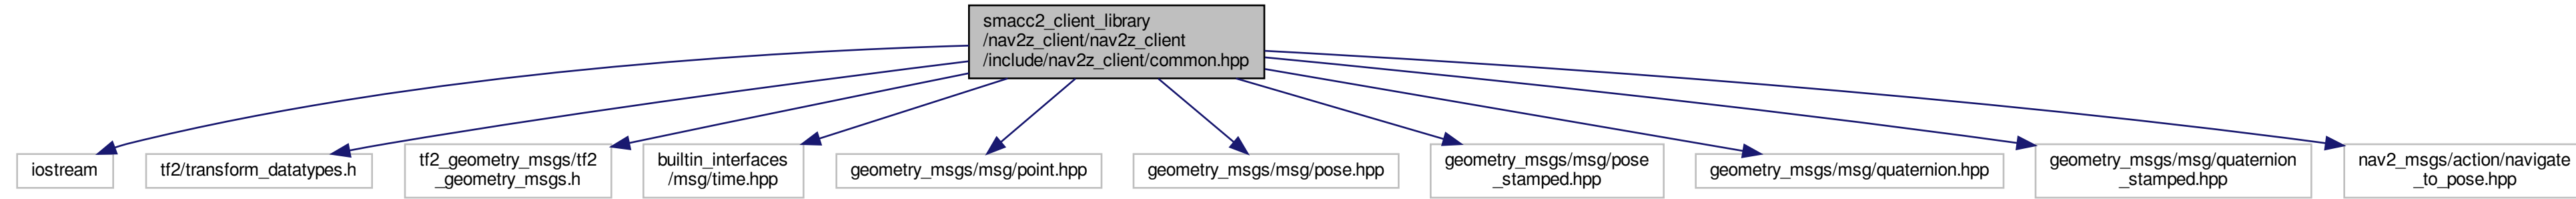 smacc2_client_library
/nav2z_client/nav2z_client
/include/nav2z_client/common.hpp
iostream
tf2/transform_datatypes.h
tf2_geometry_msgs/tf2
_geometry_msgs.h
builtin_interfaces
/msg/time.hpp
geometry_msgs/msg/point.hpp
geometry_msgs/msg/pose.hpp
geometry_msgs/msg/pose
_stamped.hpp
geometry_msgs/msg/quaternion.hpp
geometry_msgs/msg/quaternion
_stamped.hpp
nav2_msgs/action/navigate
_to_pose.hpp